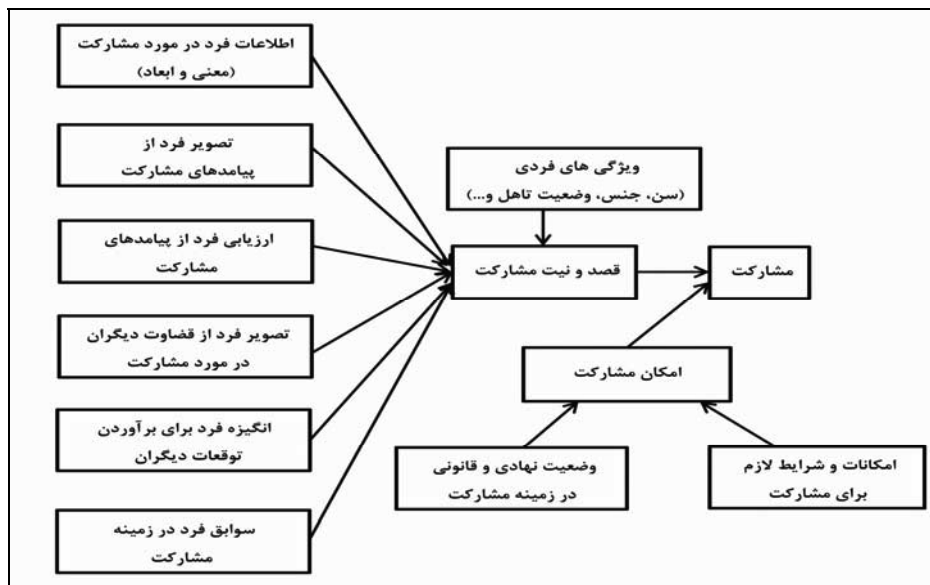 اطلاعات فرد در مورد مشارکت
(معنی و ابعاد)
تصویر فرد از
پیامدهای مشارکت
ارزیابی فرد از پیامدهای
مشارکت
تصویر فرد از قضاوت دیگران
در مورد مشارکت
انگیزه فرد برای برآوردن
توقعات دیگران
سوابق فرد در زمینه
مشارکت
ویژگی های فردی
(سن، جنس، وضعیت تاهل و...)
قصد و نیت مشارکت
مشارکت
امکان مشارکت
وضعیت نهادی و قانونی
در زمینه مشارکت
امکانات و شرایط لازم
برای مشارکت